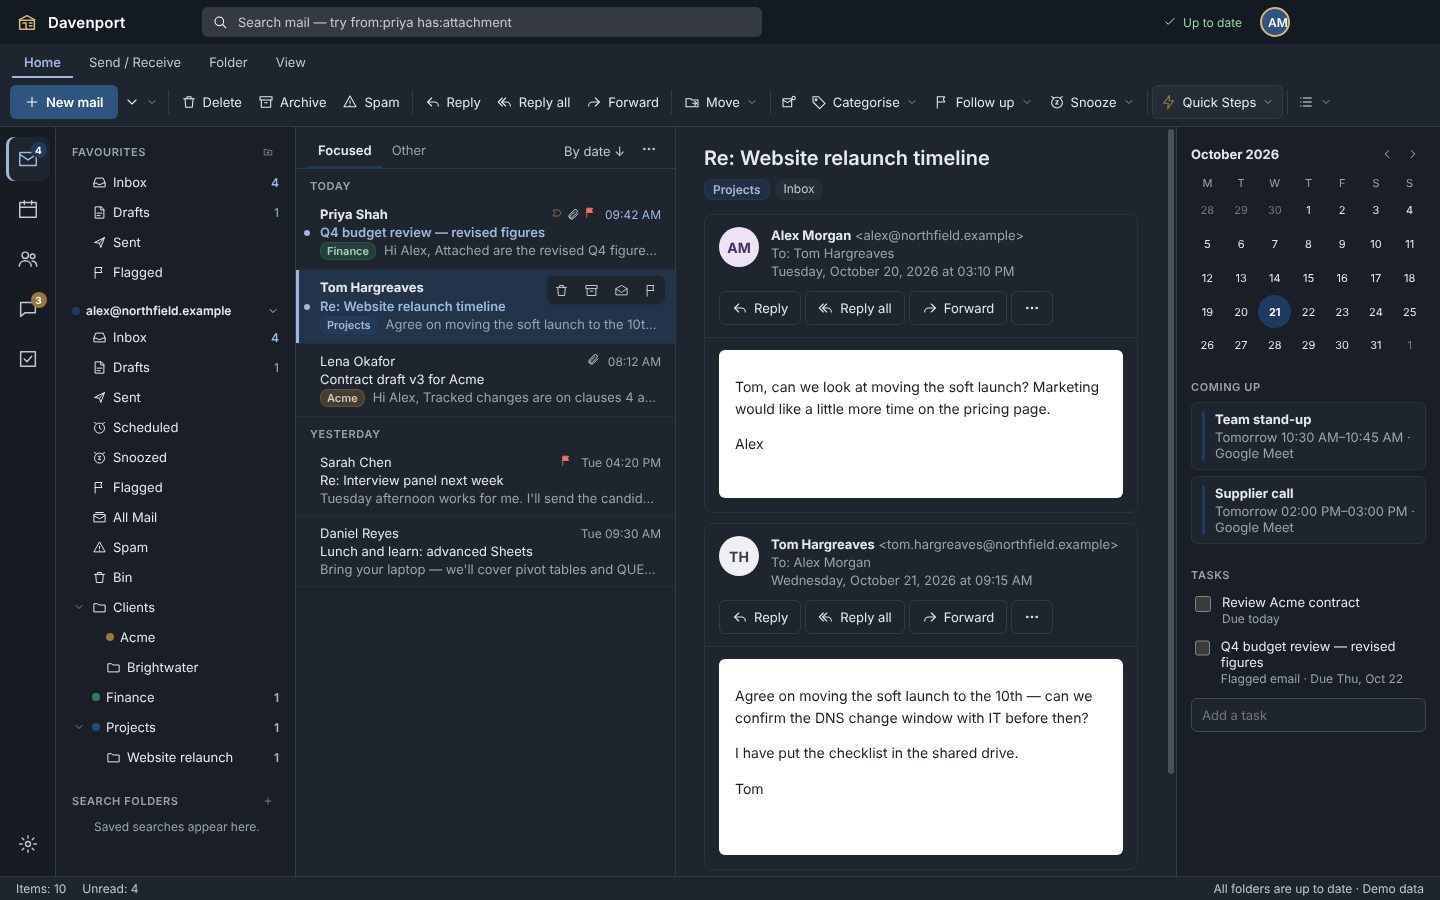 Davenport
Search mail — try from:priya has:attachment
Up to date
AM
Home
Send / Receive
Folder
View
New mail
Delete
Archive
Spam
Reply
Reply all
Forward
Move
Categorise
Follow up
Snooze
Quick Steps
4
3
FAVOURITES
Inbox 4
Drafts 1
Sent
Flagged
alex@northfield.example
Inbox 4
Drafts 1
Sent
Scheduled
Snoozed
Flagged
All Mail
Spam
Bin
Clients
Acme
Brightwater
Finance 1
Projects 1
Website relaunch 1
SEARCH FOLDERS
Saved searches appear here.
Focused
Other
By date
TODAY
Priya Shah 09:42 AM
Q4 budget review — revised figures
Finance Hi Alex, Attached are the revised Q4 figure...
Tom Hargreaves
Re: Website relaunch timeline
Projects Agree on moving the soft launch to the 10t...
Lena Okafor 08:12 AM
Contract draft v3 for Acme
Acme Hi Alex, Tracked changes are on clauses 4 a...
YESTERDAY
Sarah Chen Tue 04:20 PM
Re: Interview panel next week
Tuesday afternoon works for me. I'll send the candid...
Daniel Reyes Tue 09:30 AM
Lunch and learn: advanced Sheets
Bring your laptop — we'll cover pivot tables and QUE...
Re: Website relaunch timeline
Projects Inbox
AM
Alex Morgan <alex@northfield.example>
To: Tom Hargreaves
Tuesday, October 20, 2026 at 03:10 PM
Reply
Reply all
Forward
Tom, can we look at moving the soft launch? Marketing
would like a little more time on the pricing page.
Alex
TH
Tom Hargreaves <tom.hargreaves@northfield.example>
To: Alex Morgan
Wednesday, October 21, 2026 at 09:15 AM
Reply
Reply all
Forward
Agree on moving the soft launch to the 10th — can we
confirm the DNS change window with IT before then?
I have put the checklist in the shared drive.
Tom
October 2026
M T W T F S S
28 29 30 1 2 3 4
5 6 7 8 9 10 11
12 13 14 15 16 17 18
19 20 21 22 23 24 25
26 27 28 29 30 31 1
COMING UP
Team stand-up
Tomorrow 10:30 AM–10:45 AM ·
Google Meet
Supplier call
Tomorrow 02:00 PM–03:00 PM ·
Google Meet
TASKS
Review Acme contract
Due today
Q4 budget review — revised
figures
Flagged email · Due Thu, Oct 22
Add a task
Items: 10
Unread: 4
All folders are up to date · Demo data